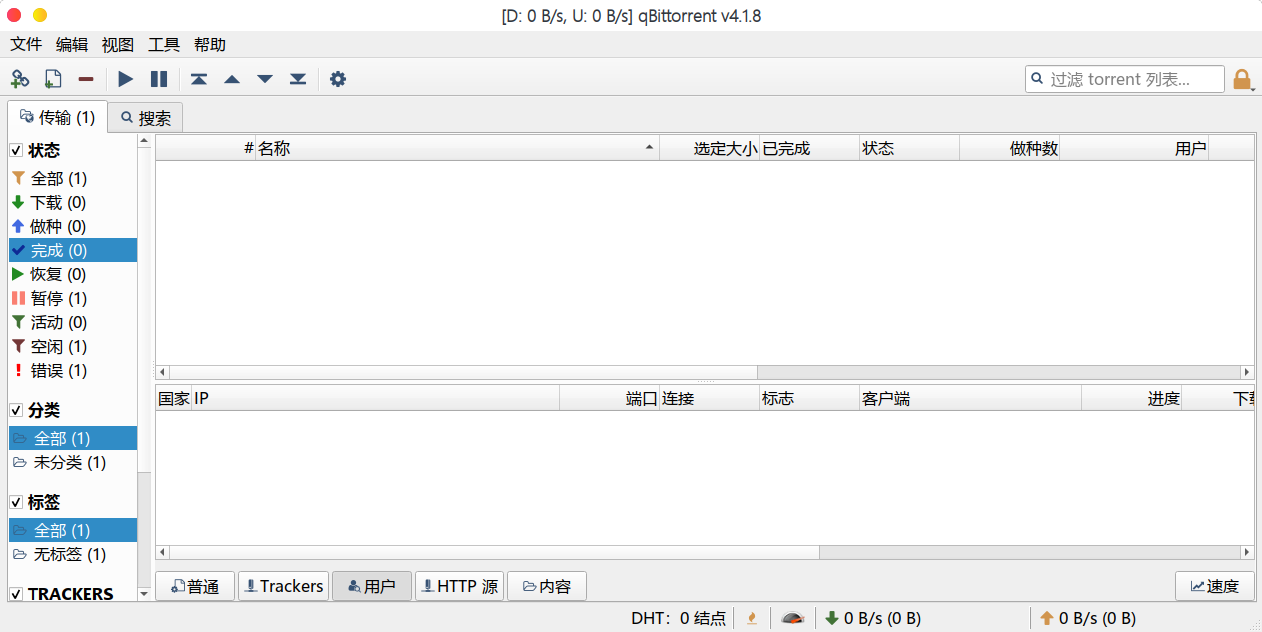 [D: 0 B/s, U: 0 B/s] qBittorrent v4.1.8
文件 编辑 视图 工具 帮助
过滤 torrent 列表...
传输 (1) 搜索
状态
全部 (1)
下载 (0)
做种 (0)
完成 (0)
恢复 (0)
暂停 (1)
活动 (0)
空闲 (1)
错误 (1)
分类
全部 (1)
未分类 (1)
标签
全部 (1)
无标签 (1)
TRACKERS
# 名称 选定大小 已完成 状态 做种数 用户
国家 IP 端口 连接 标志 客户端 进度 下载
普通 Trackers 用户 HTTP 源 内容 速度
DHT：0 结点 0 B/s (0 B) 0 B/s (0 B)